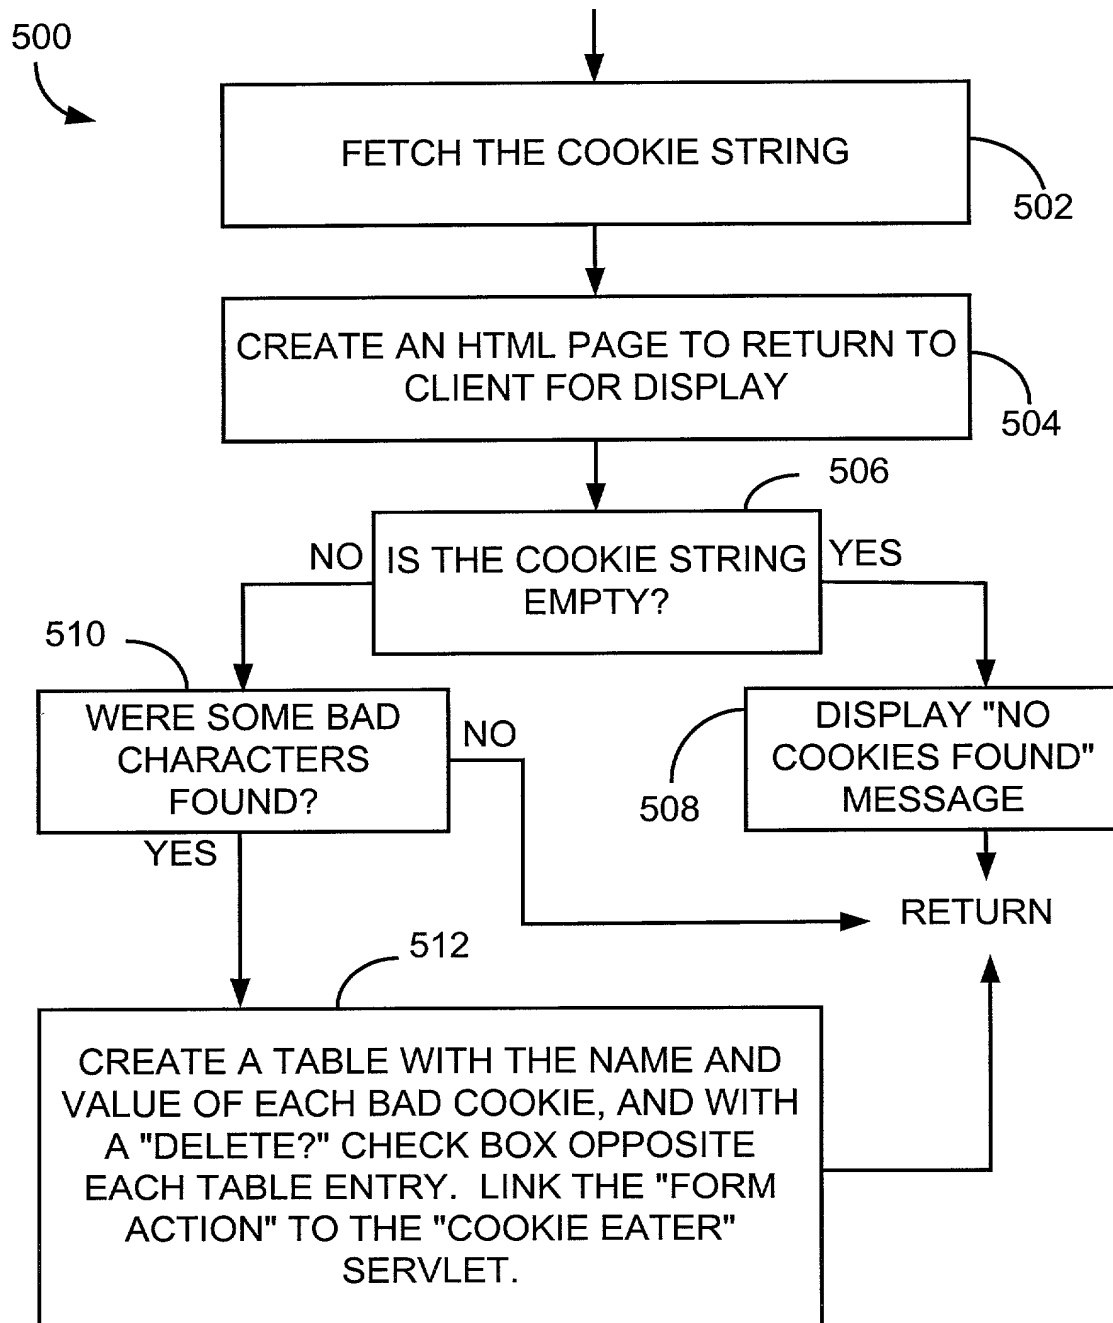 500
FETCH THE COOKIE STRING
502
CREATE AN HTML PAGE TO RETURN TO
CLIENT FOR DISPLAY
504
506
NO
IS THE COOKIE STRING
EMPTY?
YES
510
WERE SOME BAD
CHARACTERS
FOUND?
NO
YES
DISPLAY "NO
COOKIES FOUND"
MESSAGE
508
RETURN
512
CREATE A TABLE WITH THE NAME AND
VALUE OF EACH BAD COOKIE, AND WITH
A "DELETE?" CHECK BOX OPPOSITE
EACH TABLE ENTRY.  LINK THE "FORM
ACTION" TO THE "COOKIE EATER"
SERVLET.